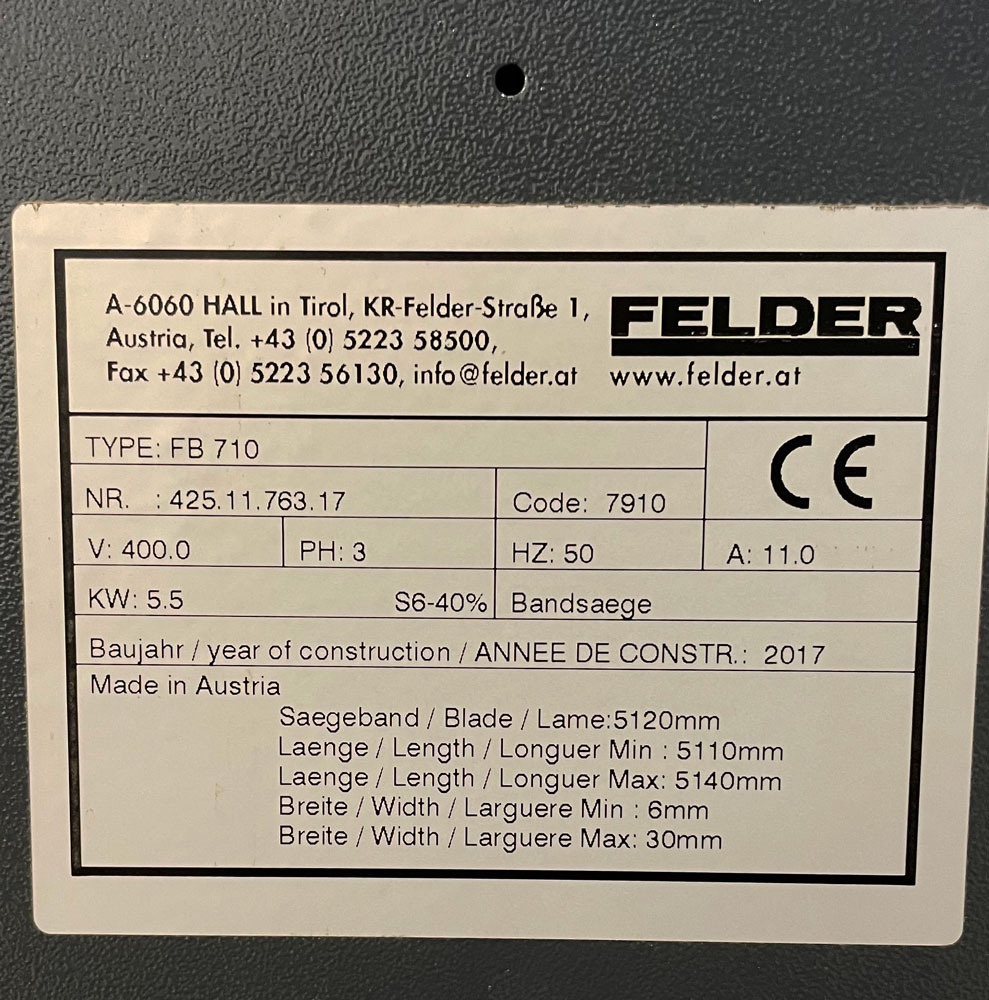 A-6060 HALL in Tirol, KR-Felder-Straße 1,
Austria, Tel. +43 (0) 5223 58500,
Fax +43 (0) 5223 56130, info@felder.at
FELDER
www.felder.at
TYPE: FB 710
CE
NR. : 425.11.763.17 Code: 7910
V: 400.0 PH: 3 HZ: 50 A: 11.0
KW: 5.5 S6-40% Bandsaege
Baujahr / year of construction / ANNEE DE CONSTR.: 2017
Made in Austria
Saegeband / Blade / Lame:5120mm
Laenge / Length / Longuer Min : 5110mm
Laenge / Length / Longuer Max: 5140mm
Breite / Width / Larguere Min : 6mm
Breite / Width / Larguere Max: 30mm